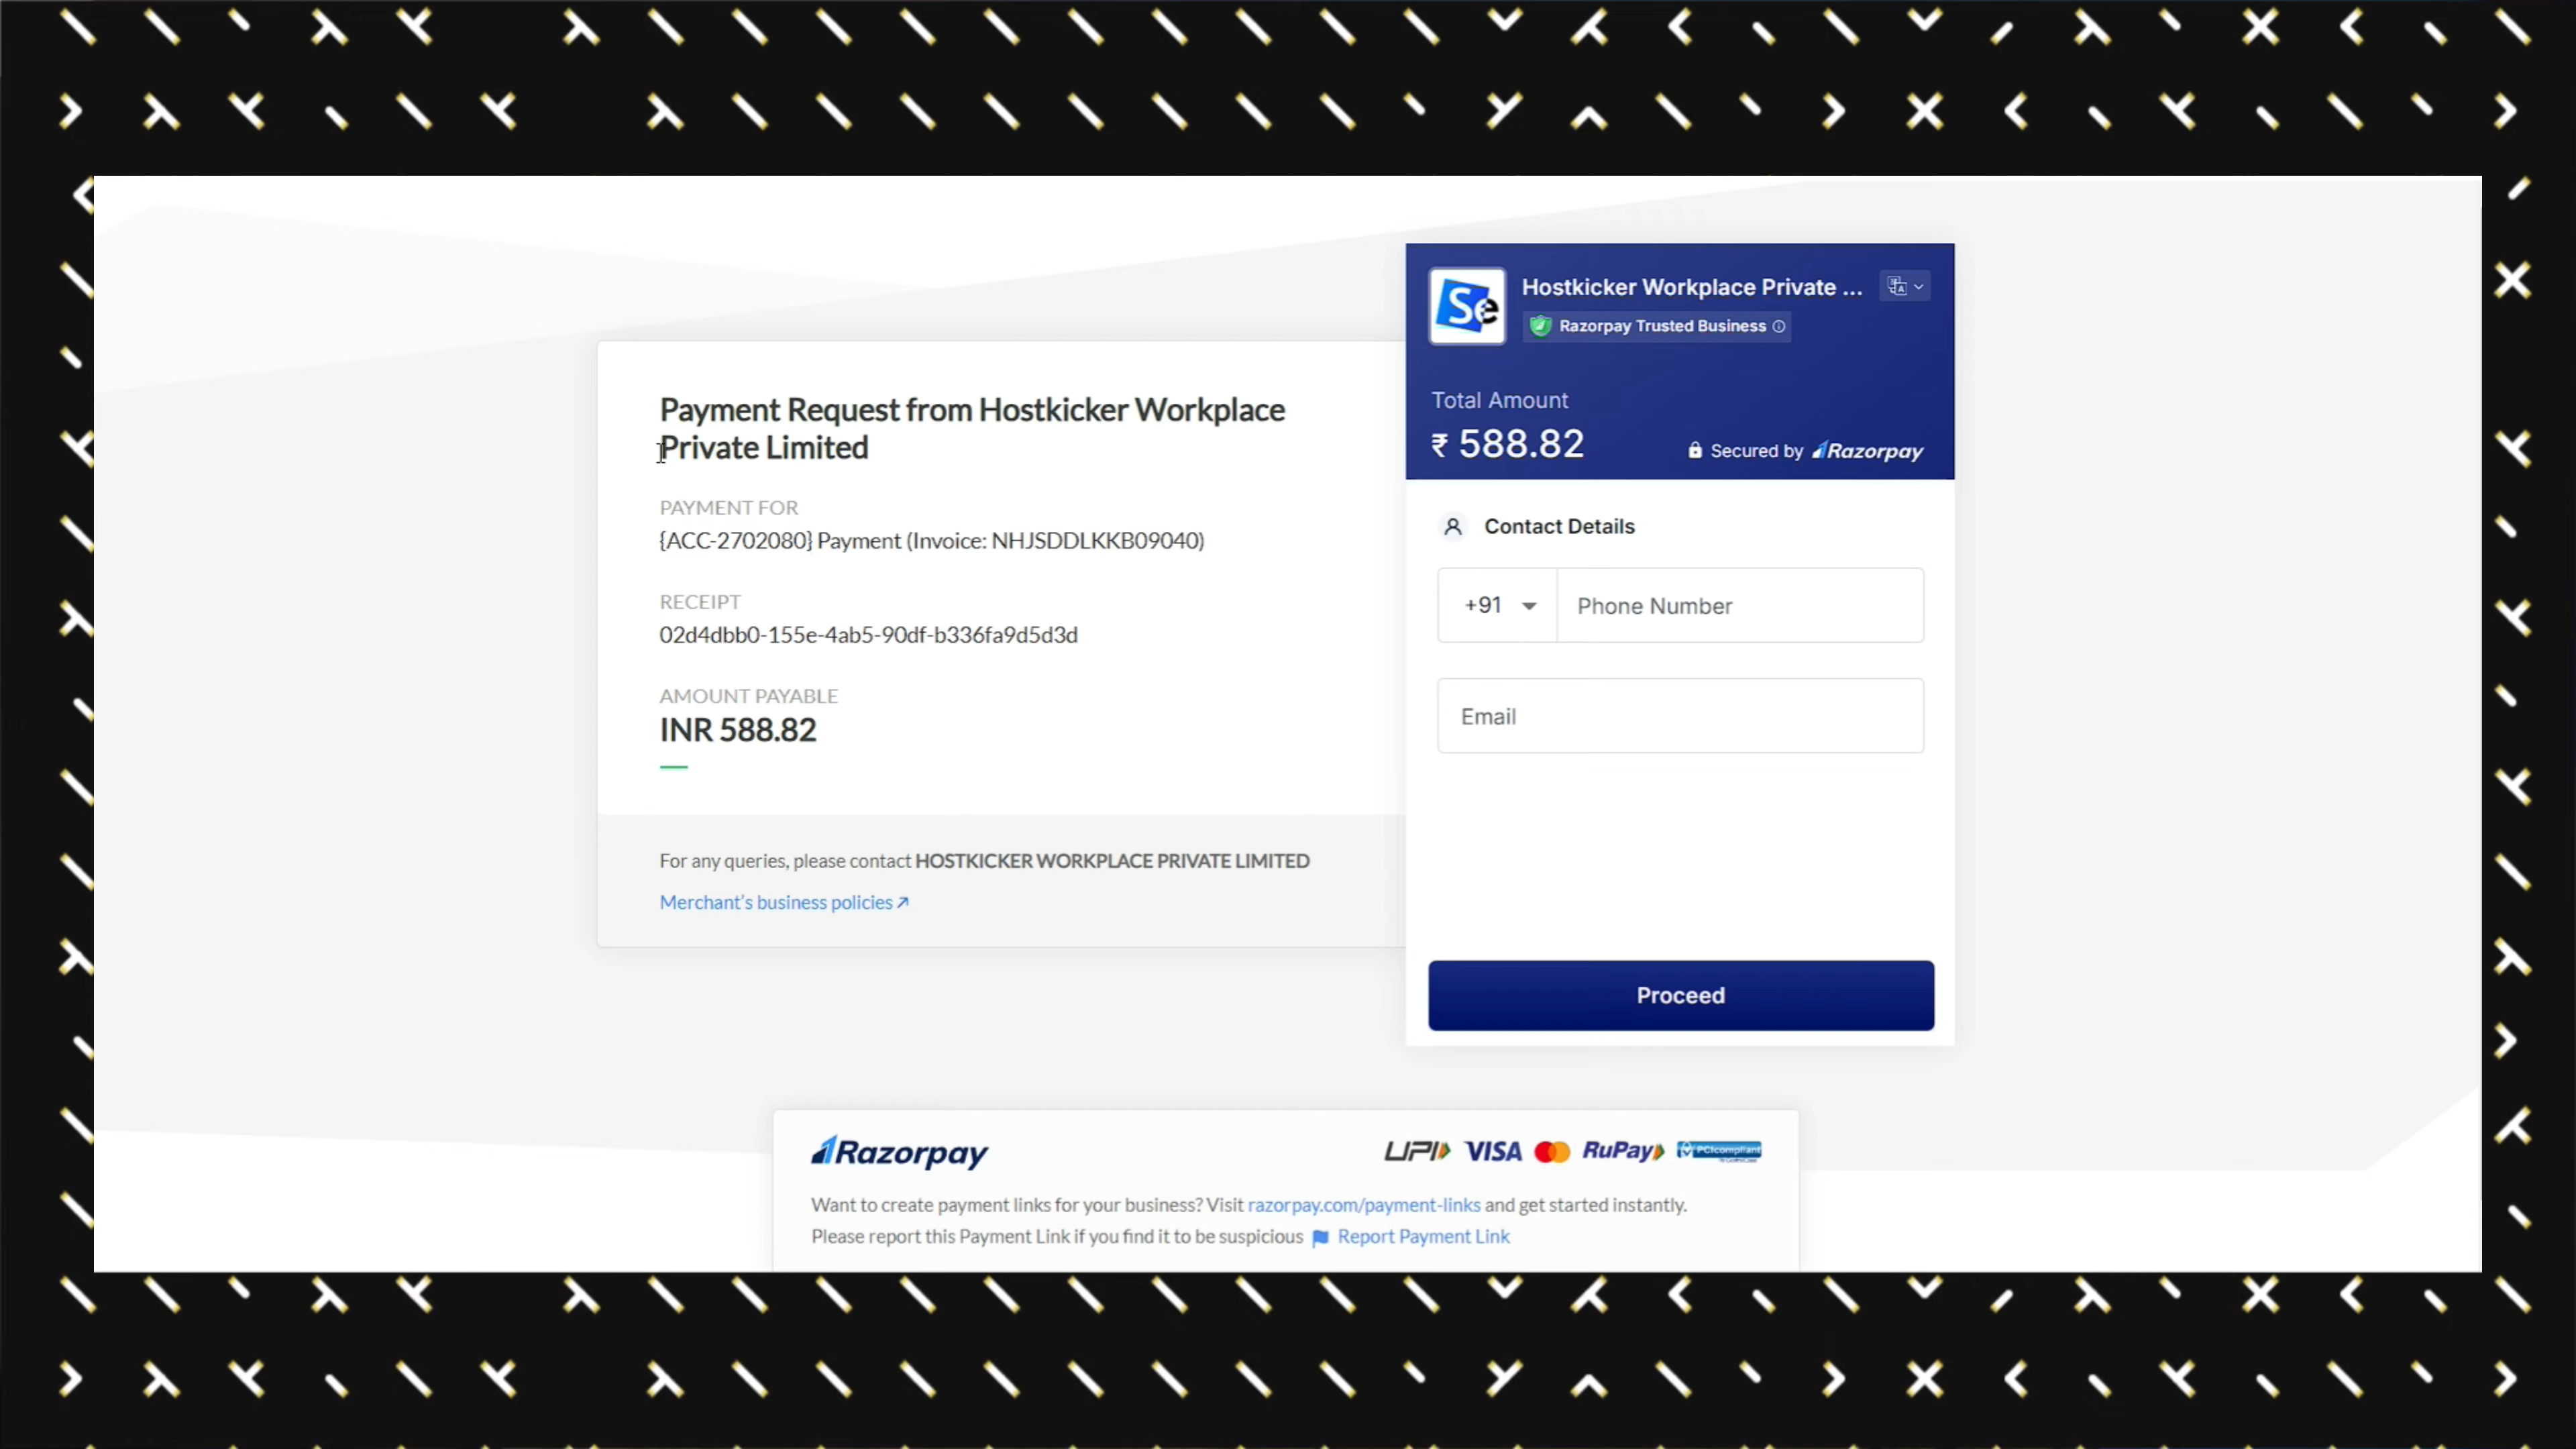 Payment Request from Hostkicker Workplace
Private Limited
PAYMENT FOR
{ACC-2702080} Payment (Invoice: NHJSDDLKKB09040)
RECEIPT
02d4dbb0-155e-4ab5-90df-b336fa9d5d3d
AMOUNT PAYABLE
INR 588.82
For any queries, please contact HOSTKICKER WORKPLACE PRIVATE LIMITED
Merchant's business policies
Se
Hostkicker Workplace Private ...
Razorpay Trusted Business
Total Amount
₹ 588.82
Secured by Razorpay
Contact Details
+91 Phone Number
Email
Proceed
Razorpay
UPI VISA RuPay PCI compliant
Want to create payment links for your business? Visit razorpay.com/payment-links and get started instantly.
Please report this Payment Link if you find it to be suspicious Report Payment Link